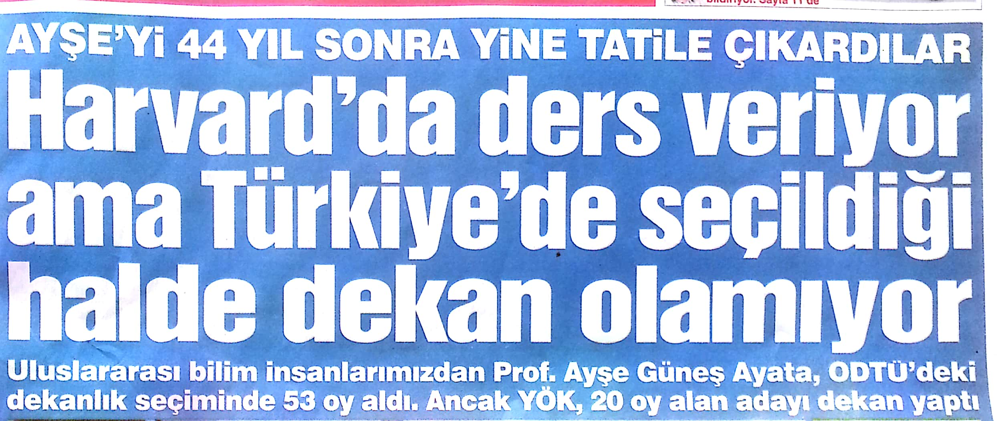 bildiriyor. Sayfa 11'de
AYŞE'Yİ 44 YIL SONRA YİNE TATİLE ÇIKARDILAR
Harvard'da ders veriyor
ama Türkiye'de seçildiği
halde dekan olamıyor
Uluslararası bilim insanlarımızdan Prof. Ayşe Güneş Ayata, ODTÜ'deki
dekanlık seçiminde 53 oy aldı. Ancak YÖK, 20 oy alan adayı dekan yaptı